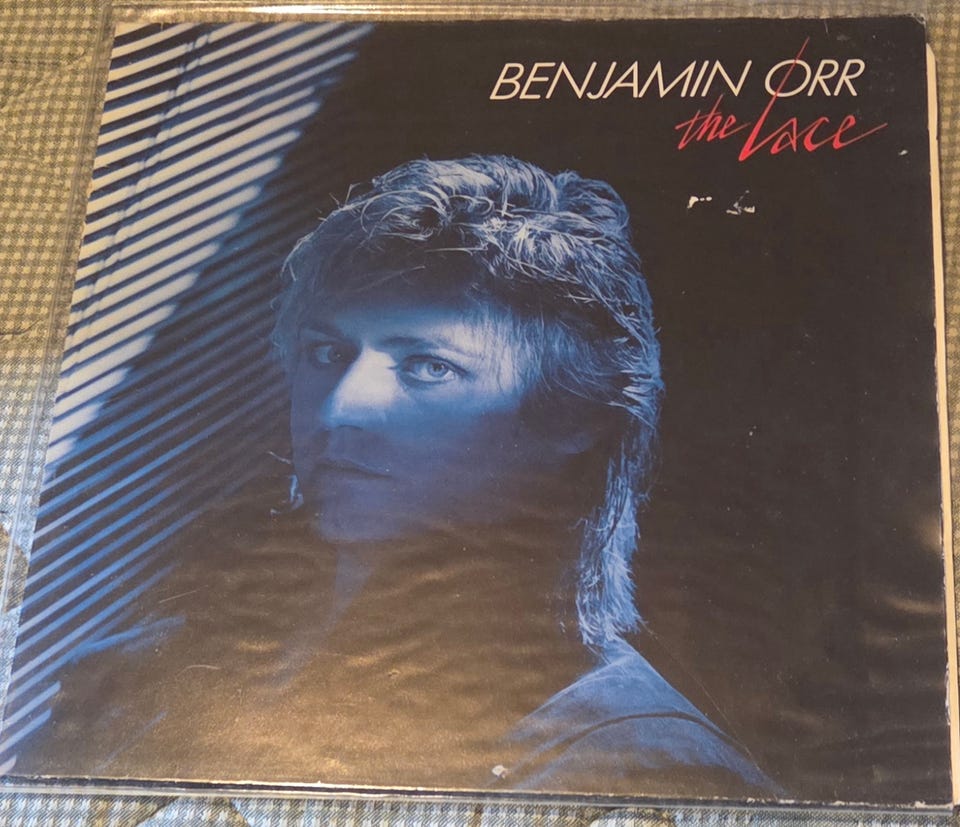 BENJAMIN ORR
the Lace